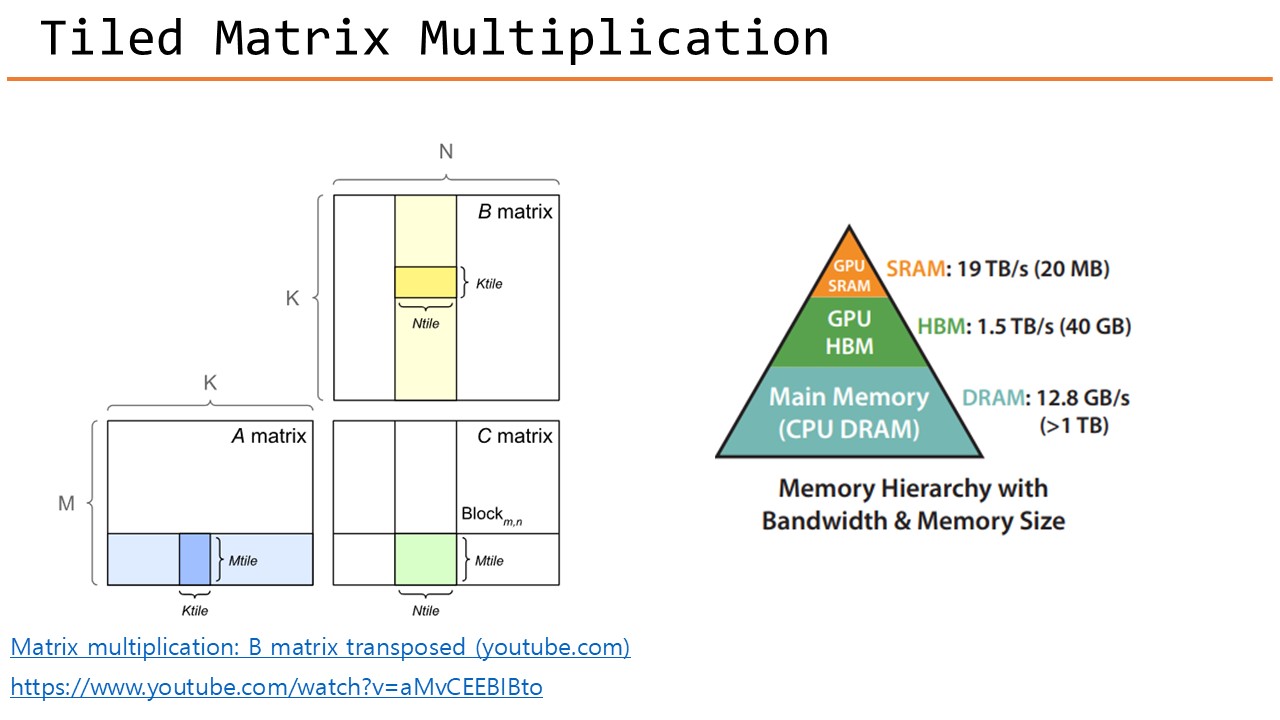 Tiled Matrix Multiplication
N
B matrix
K
Ktile
Ntile
K
A matrix
C matrix
M
Block m,n
Mtile
Mtile
Ktile
Ntile
GPU
SRAM
SRAM: 19 TB/s (20 MB)
GPU
HBM
HBM: 1.5 TB/s (40 GB)
Main Memory
(CPU DRAM)
DRAM: 12.8 GB/s
(>1 TB)
Memory Hierarchy with
Bandwidth & Memory Size
Matrix multiplication: B matrix transposed (youtube.com)
https://www.youtube.com/watch?v=aMvCEEBIBto